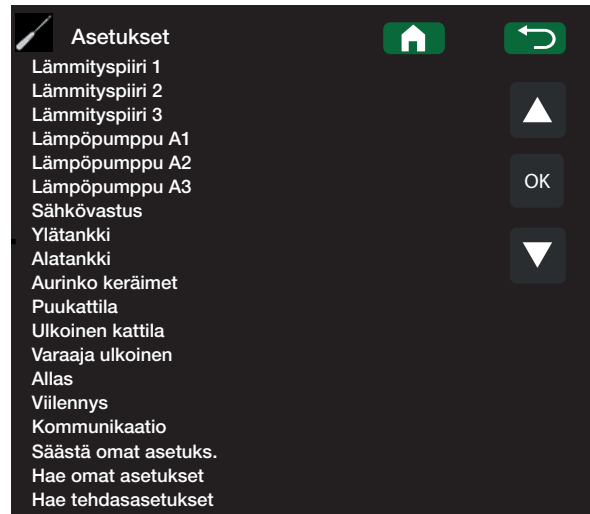 Asetukset
Lämmityspiiri 1
Lämmityspiiri 2
Lämmityspiiri 3
Lämpöpumppu A1
Lämpöpumppu A2
Lämpöpumppu A3
OK
Sähkövastus
Ylätankki
Alatankki
Aurinko keräimet
Puukattila
Ulkoinen kattila
Varaaja ulkoinen
Allas
Viilennys
Kommunikaatio
Säästä omat asetuks.
Hae omat asetukset
Hae tehdasasetukset